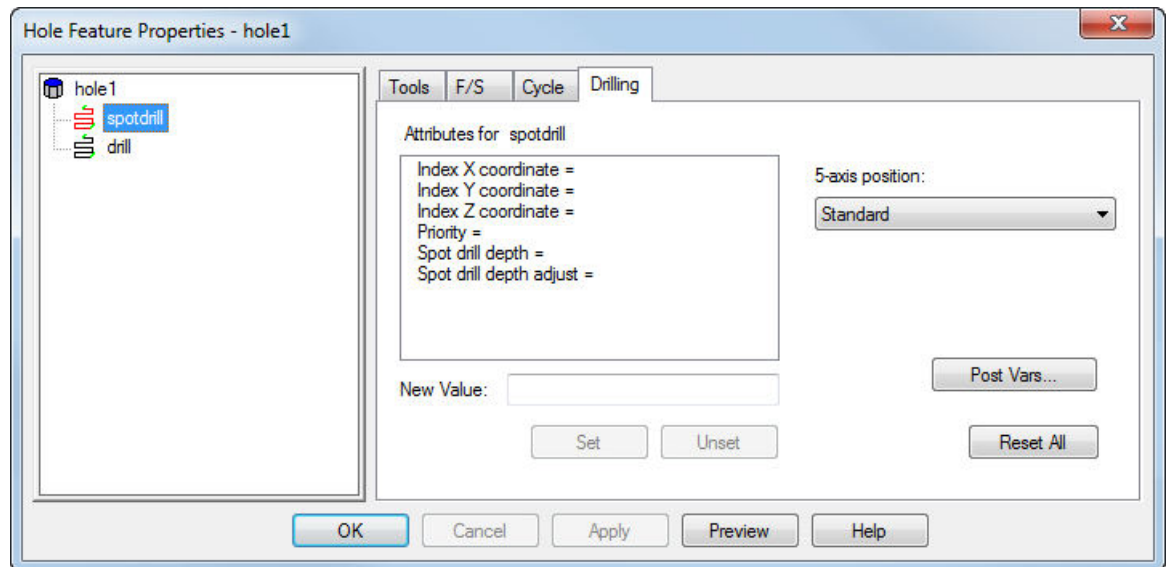 Hole Feature Properties - hole1
X
hole1
spotdrill
drill
Tools F/S Cycle Drilling
Attributes for spotdrill
Index X coordinate =
Index Y coordinate =
Index Z coordinate =
Priority =
Spot drill depth =
Spot drill depth adjust =
5-axis position:
Standard
New Value:
Set Unset
Post Vars...
Reset All
OK Cancel Apply Preview Help